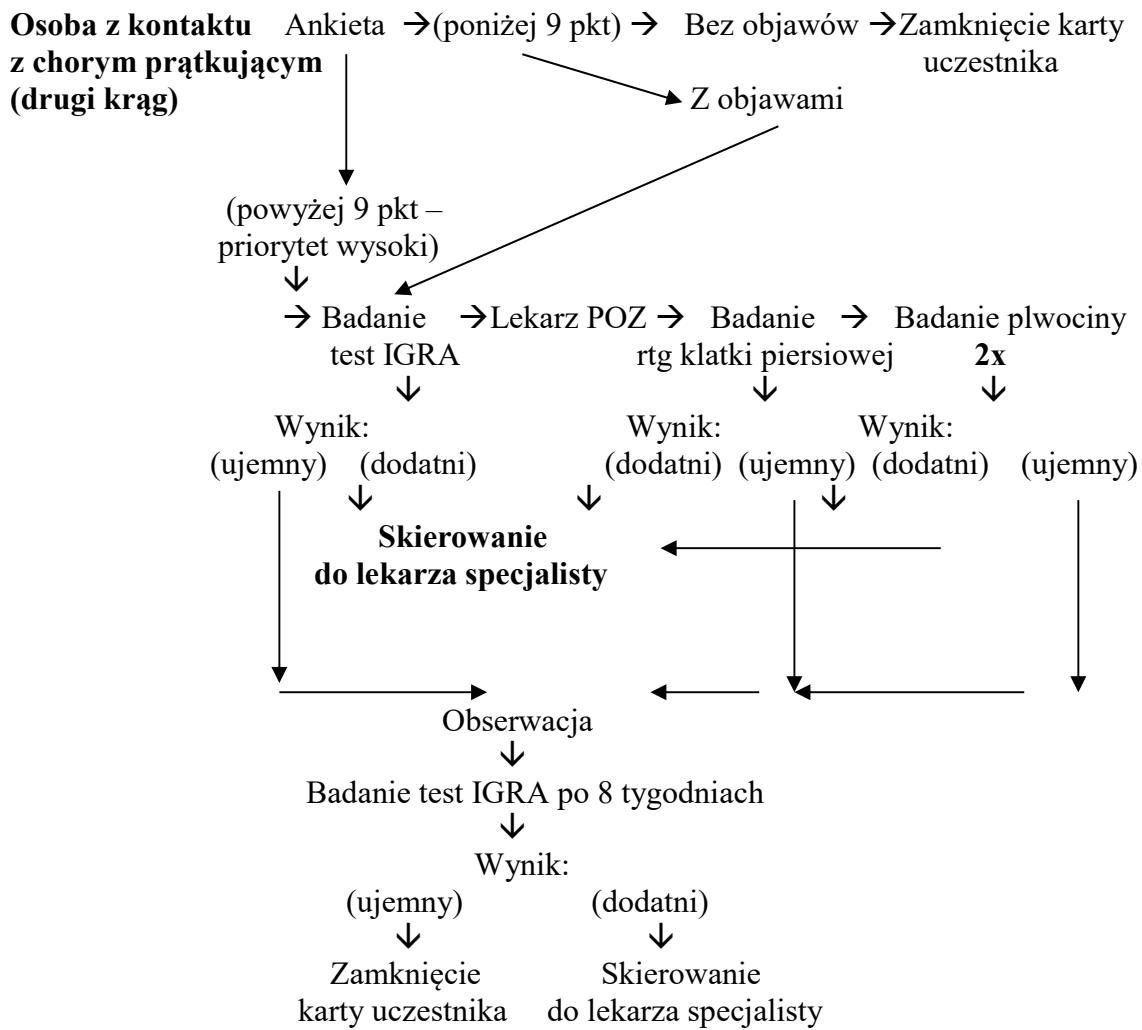 Osoba z kontaktu Ankieta → (poniżej 9 pkt) → Bez objawów → Zamknięcie karty
z chorym prątkującym uczestnika
(drugi krąg) Z objawami
(powyżej 9 pkt –
priorytet wysoki)
→ Badanie → Lekarz POZ → Badanie → Badanie plwociny
test IGRA rtg klatki piersiowej 2x
Wynik: Wynik: Wynik:
(ujemny) (dodatni) (dodatni) (ujemny) (dodatni) (ujemny)
Skierowanie
do lekarza specjalisty
Obserwacja
Badanie test IGRA po 8 tygodniach
Wynik:
(ujemny) (dodatni)
Zamknięcie Skierowanie
karty uczestnika do lekarza specjalisty